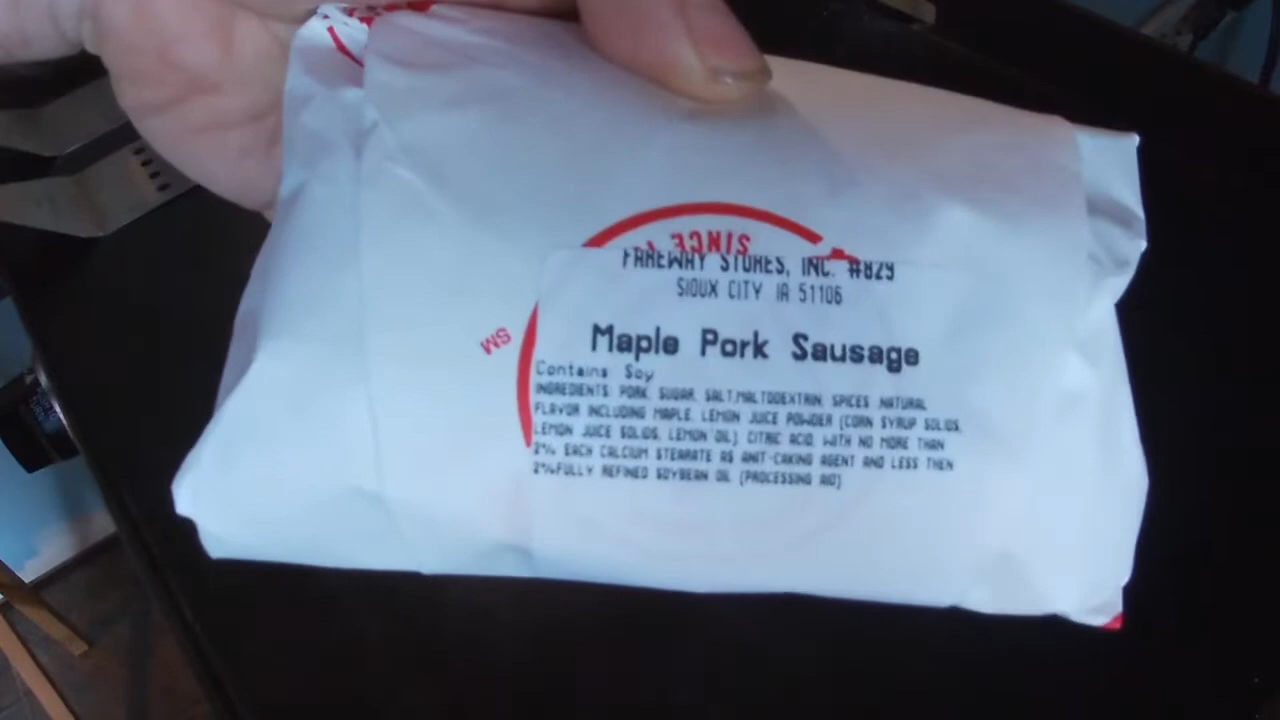 SINCE
FAREWAY STORES, INC. #829
SIOUX CITY IA 51106
Maple Pork Sausage
Contains: Soy
INGREDIENTS: PORK, SUGAR, SALT,MALTODEXTRIN, SPICES ,NATURAL
FLAVOR INCLUDING MAPLE, LEMON JUICE POWDER (CORN SYRUP SOLIDS,
LEMON JUICE SOLIDS, LEMON OIL), CITRIC ACID, WITH NO MORE THAN
2% EACH CALCIUM STEARATE AS ANIT-CAKING AGENT AND LESS THEN
2%FULLY REFINED SOYBEAN OIL (PROCESSING AID)
SM